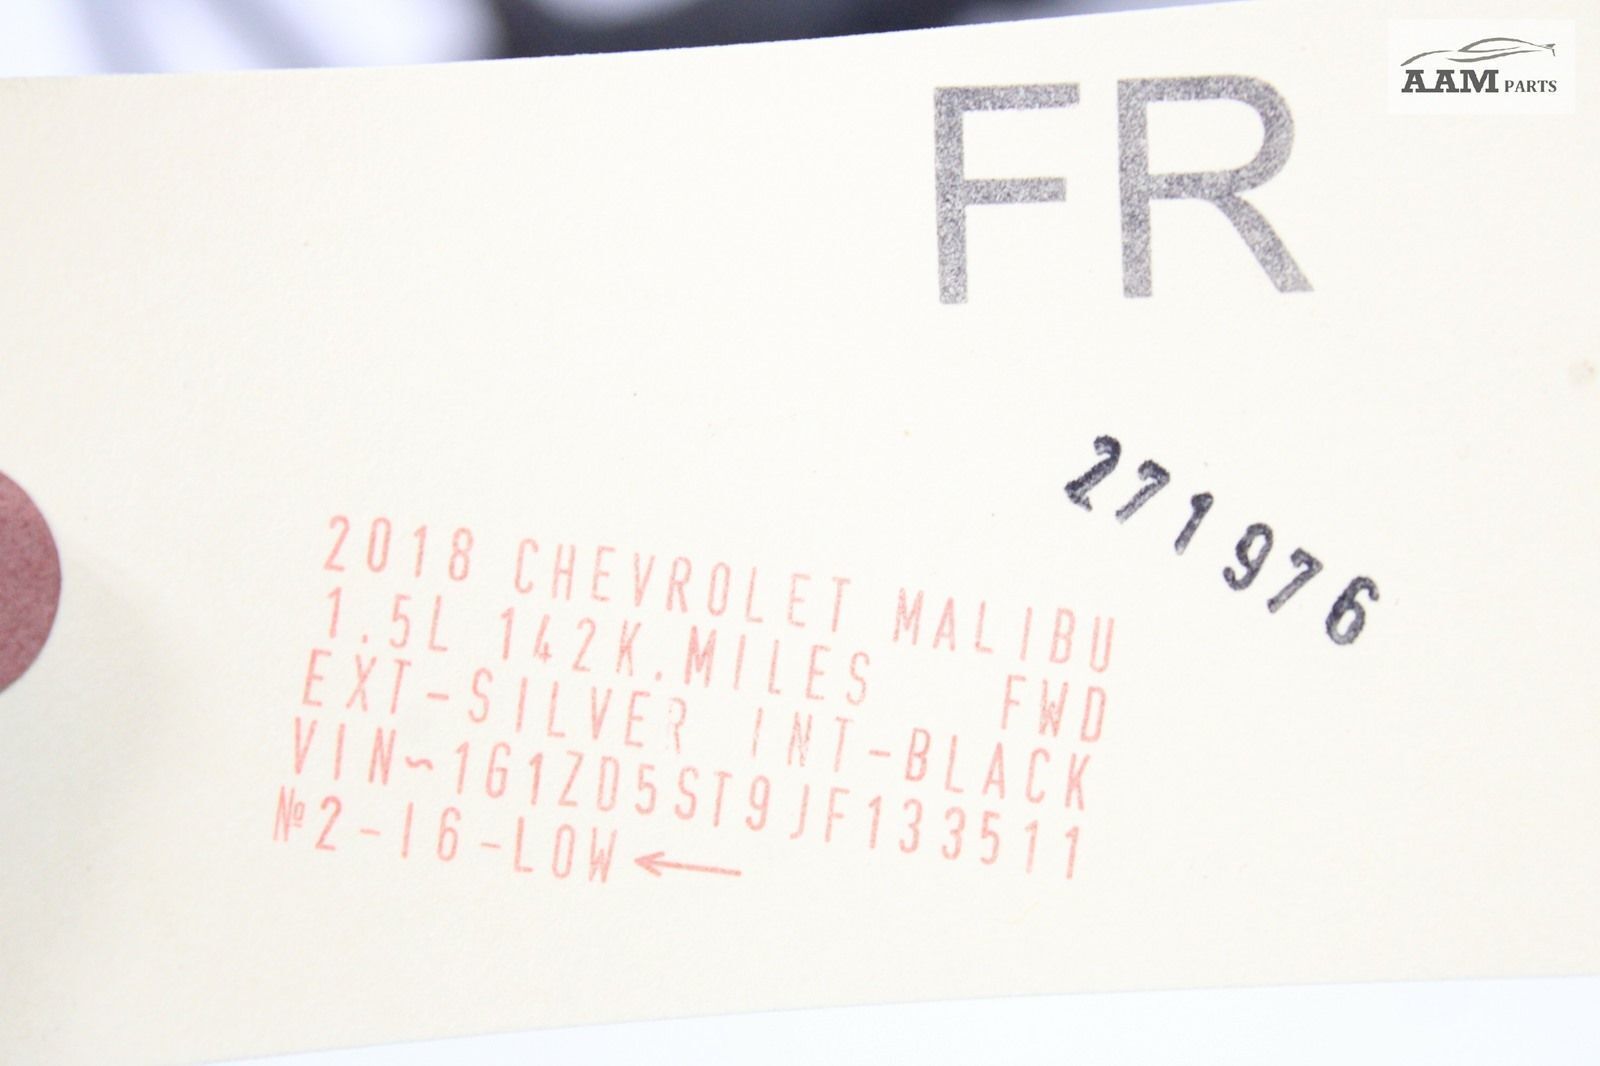 AAM PARTS
FR
271976
2018 CHEVROLET MALIBU
1.5L 142K.MILES FWD
EXT-SILVER INT-BLACK
VIN~1G1ZD5ST9JF133511
№2-I6-LOW←